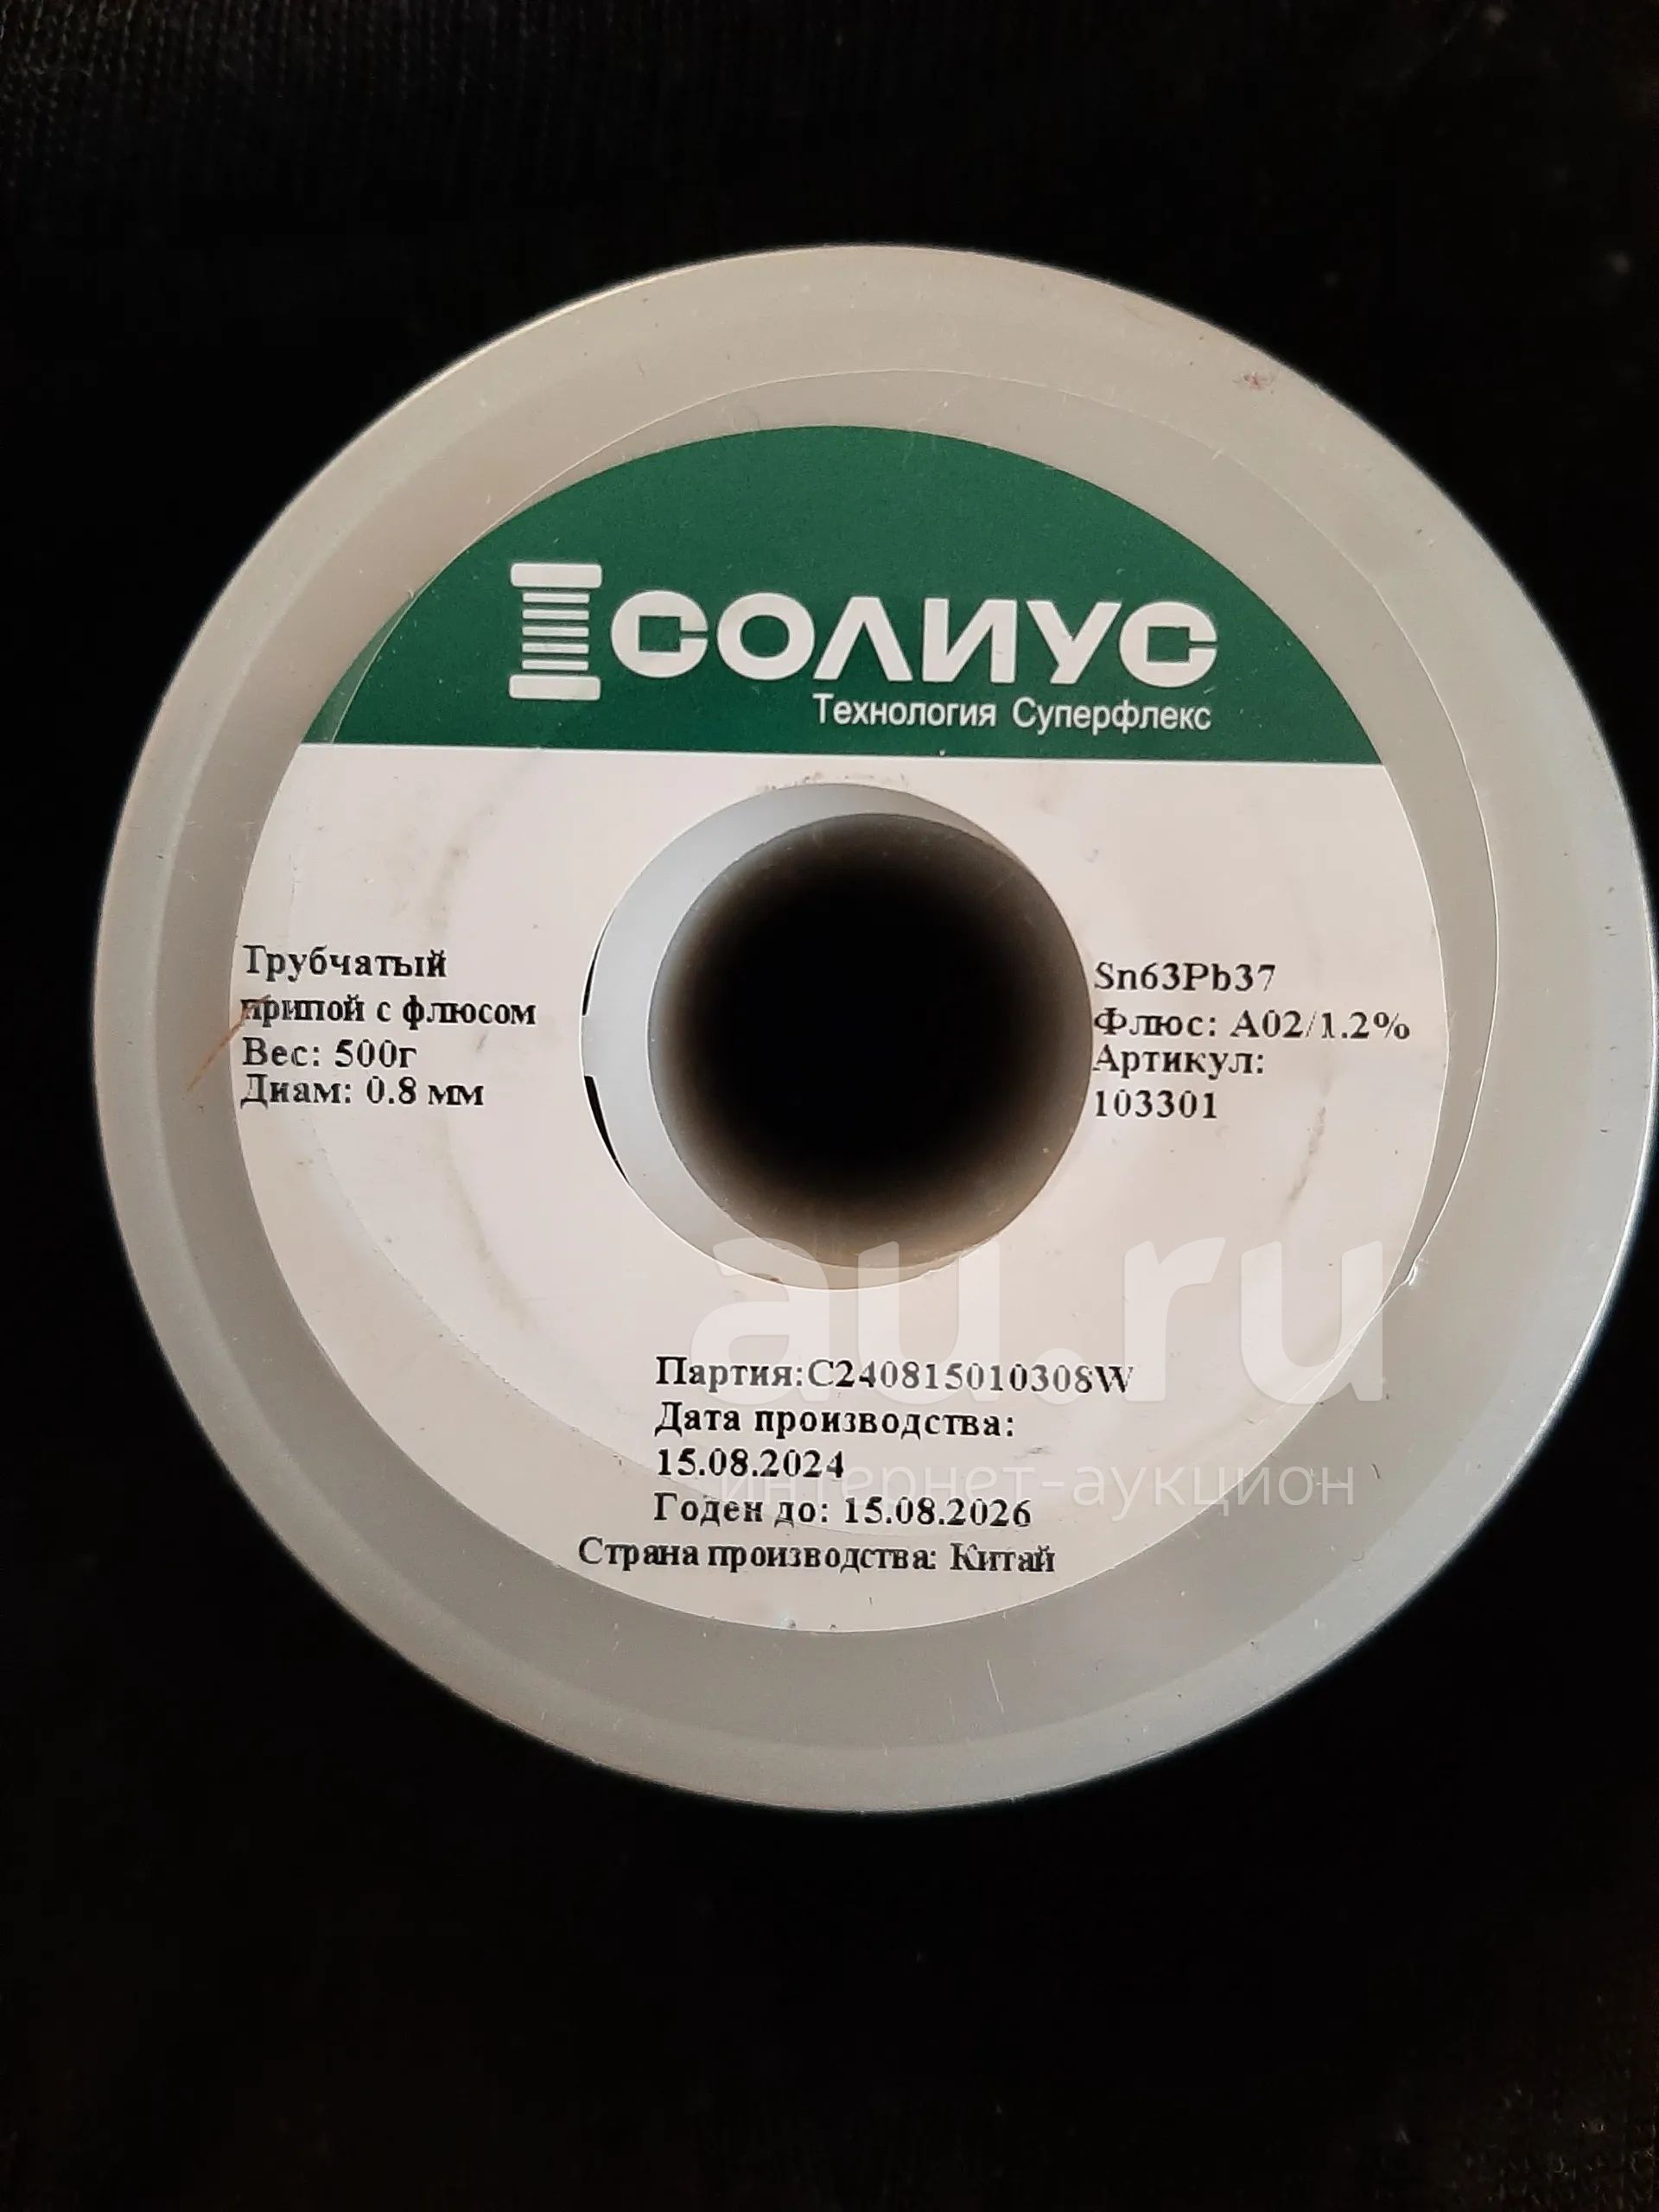 СОЛИУС
Технология Суперфлекс
Трубчатый
припой с флюсом
Вес: 500г
Диам: 0.8 мм
Sn63Pb37
Флюс: А02/1.2%
Артикул:
103301
Партия:C240815010308W
Дата производства:
15.08.2024
Годен до: 15.08.2026
Страна производства: Китай
au.ru
интернет-аукцион